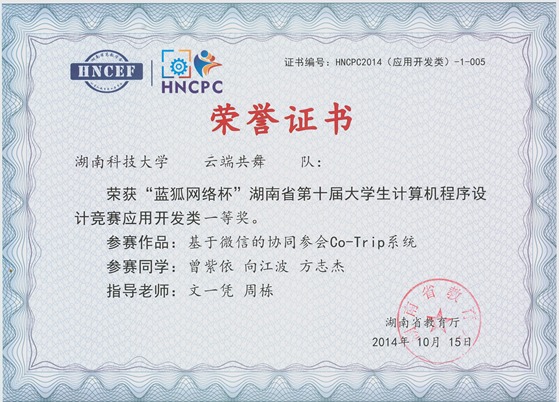 HNCEF
HNCPC
证书编号：HNCPC2014（应用开发类）-1-005
荣誉证书
湖南科技大学 云端共舞 队：
荣获“蓝狐网络杯”湖南省第十届大学生计算机程序设
计竞赛应用开发类一等奖。
参赛作品：基于微信的协同参会Co-Trip系统
参赛同学：曾紫依 向江波 方志杰
指导老师：文一凭 周栋
湖南省教育厅
2014年 10月 15日